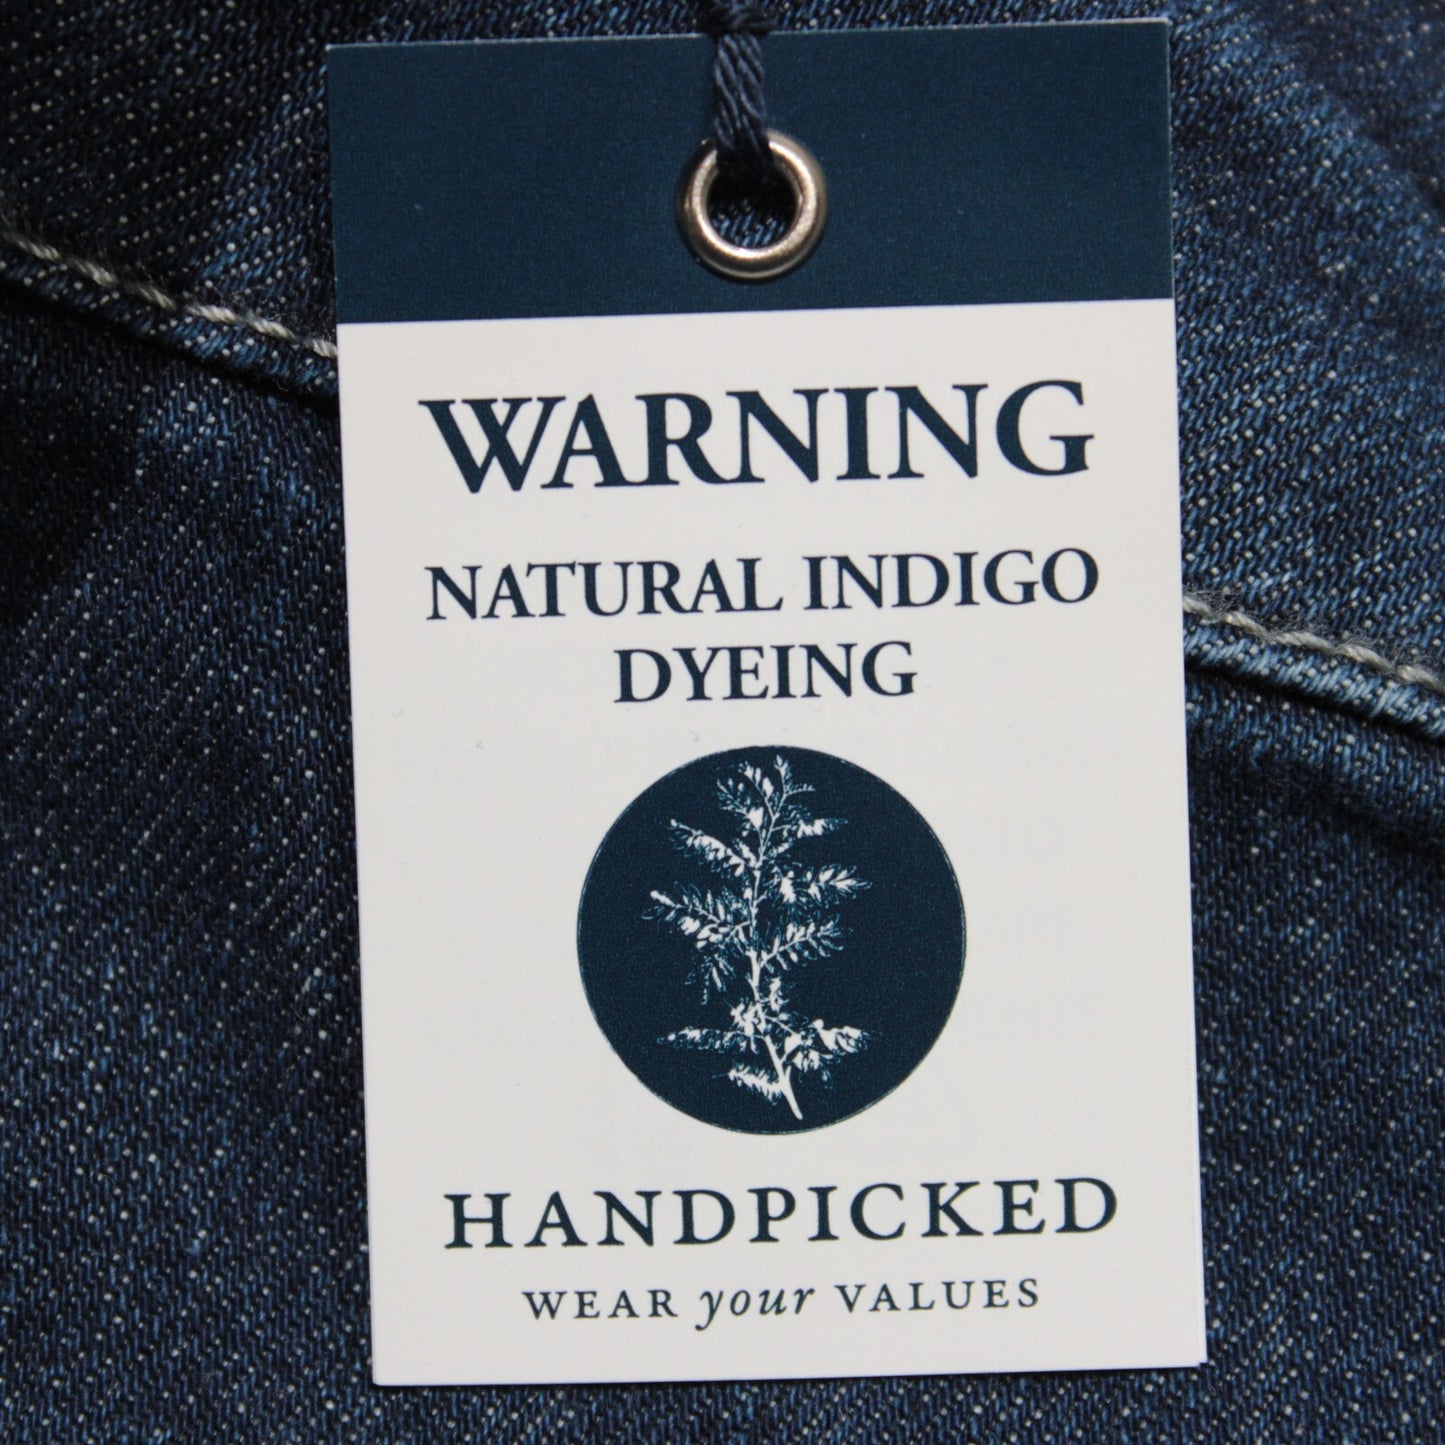 WARNING
NATURAL INDIGO
DYEING
HANDPICKED
WEAR your VALUES